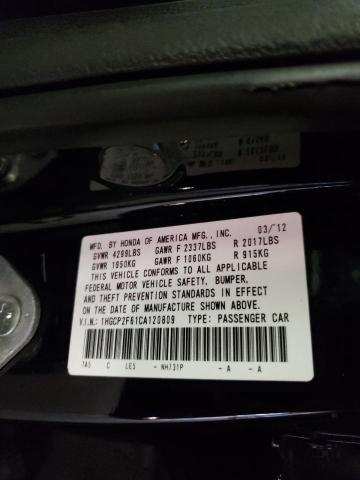 MFD. BY HONDA OF AMERICA MFG., INC. 03/'12
GVWR 4299LBS GAWR F 2337LBS R 2017LBS
GVWR 1950KG GAWR F 1060KG R 915KG
THIS VEHICLE CONFORMS TO ALL APPLICABLE
FEDERAL MOTOR VEHICLE SAFETY, BUMPER,
AND THEFT PREVENTION STANDARDS IN EFFECT
ON THE DATE OF MANUFACTURE SHOWN ABOVE.
V.I.N.: 1HGCP2F61CA120809 TYPE: PASSENGER CAR
7A5 C LE5 - NH731P - A - A